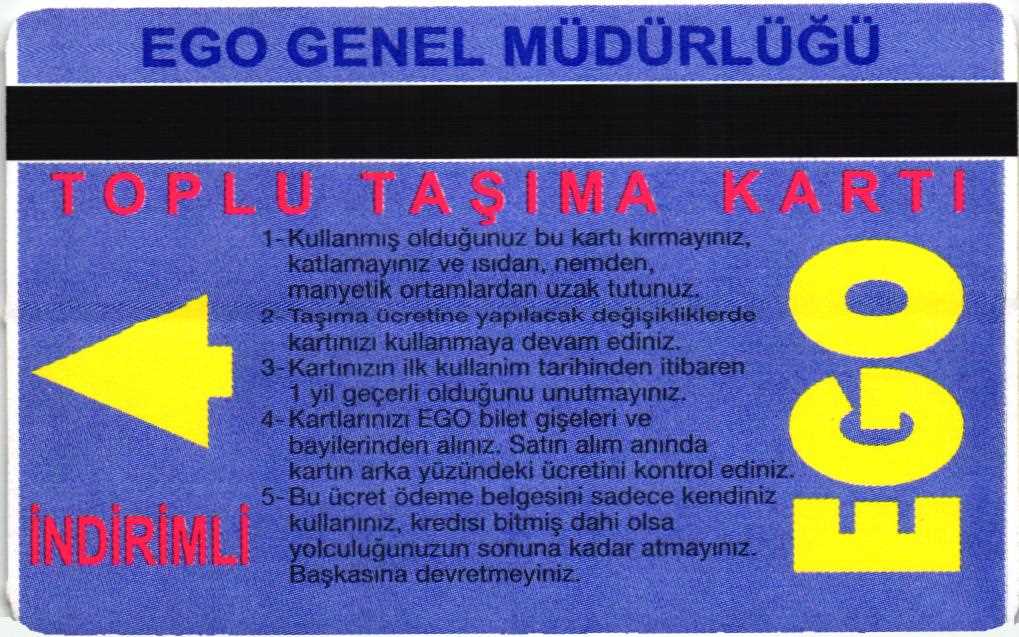 EGO GENEL MÜDÜRLÜĞÜ
TOPLU TAŞIMA KARTI
1- Kullanmış olduğunuz bu kartı kırmayınız,
katlamayınız ve ısıdan, nemden,
manyetik ortamlardan uzak tutunuz.
2- Taşıma ücretine yapılacak değişikliklerde
kartınızı kullanmaya devam ediniz.
3- Kartınızın ilk kullanim tarihinden itibaren
1 yil geçerli olduğunu unutmayınız.
4- Kartlarınızı EGO bilet gişeleri ve
bayilerinden alınız. Satın alım anında
kartın arka yüzündeki ücretini kontrol ediniz.
5- Bu ücret ödeme belgesini sadece kendiniz
kullanınız, kredısı bitmiş dahi olsa
yolculuğunuzun sonuna kadar atmayınız.
Başkasına devretmeyiniz.
İNDİRİMLİ
EGO